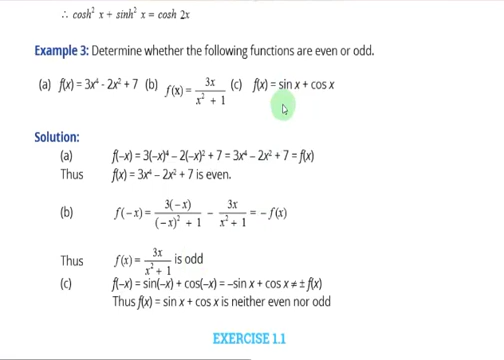 ∴ cosh² x + sinh² x = cosh 2x
Example 3: Determine whether the following functions are even or odd.
(a) f(x) = 3x⁴ - 2x² + 7 (b) f(x) = 3x / (x² + 1) (c) f(x) = sin x + cos x
Solution:
(a) f(−x) = 3(−x)⁴ − 2(−x)² + 7 = 3x⁴ − 2x² + 7 = f(x)
Thus f(x) = 3x⁴ − 2x² + 7 is even.
(b) f(−x) = 3(−x) / ((−x)² + 1) − 3x / (x² + 1) = − f(x)
Thus f(x) = 3x / (x² + 1) is odd
(c) f(−x) = sin(−x) + cos(−x) = −sin x + cos x ≠ ± f(x)
Thus f(x) = sin x + cos x is neither even nor odd
EXERCISE 1.1